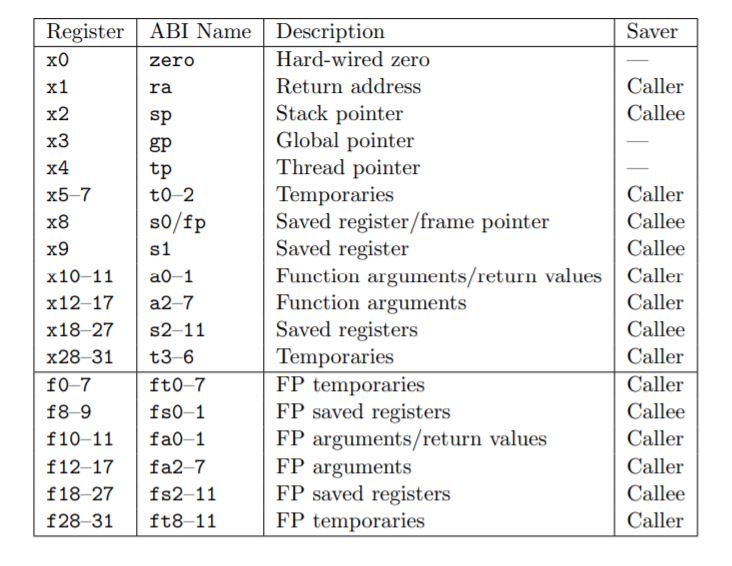 Register ABI Name Description Saver
x0 zero Hard-wired zero —
x1 ra Return address Caller
x2 sp Stack pointer Callee
x3 gp Global pointer —
x4 tp Thread pointer —
x5–7 t0–2 Temporaries Caller
x8 s0/fp Saved register/frame pointer Callee
x9 s1 Saved register Callee
x10–11 a0–1 Function arguments/return values Caller
x12–17 a2–7 Function arguments Caller
x18–27 s2–11 Saved registers Callee
x28–31 t3–6 Temporaries Caller
f0–7 ft0–7 FP temporaries Caller
f8–9 fs0–1 FP saved registers Callee
f10–11 fa0–1 FP arguments/return values Caller
f12–17 fa2–7 FP arguments Caller
f18–27 fs2–11 FP saved registers Callee
f28–31 ft8–11 FP temporaries Caller